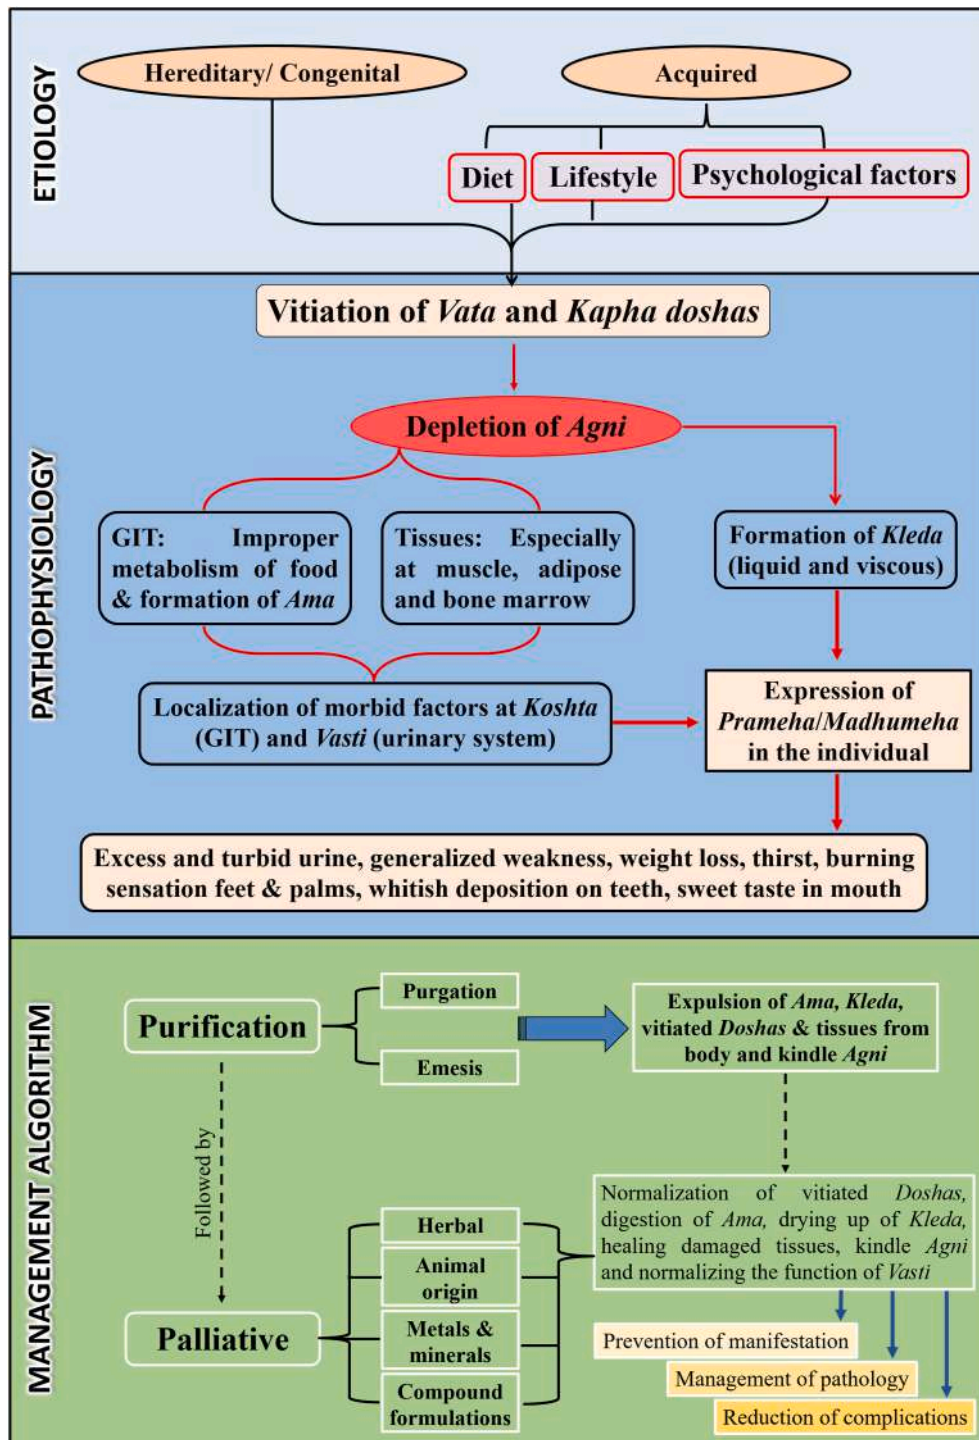 ETIOLOGY
Hereditary/ Congenital
Acquired
Diet
Lifestyle
Psychological factors
PATHOPHYSIOLOGY
Vitiation of Vata and Kapha doshas
Depletion of Agni
GIT: Improper
metabolism of food
& formation of Ama
Tissues: Especially
at muscle, adipose
and bone marrow
Formation of Kleda
(liquid and viscous)
Localization of morbid factors at Koshta
(GIT) and Vasti (urinary system)
Expression of
Prameha/Madhumeha
in the individual
Excess and turbid urine, generalized weakness, weight loss, thirst, burning
sensation feet & palms, whitish deposition on teeth, sweet taste in mouth
MANAGEMENT ALGORITHM
Purification
Purgation
Emesis
Expulsion of Ama, Kleda,
vitiated Doshas & tissues from
body and kindle Agni
Followed by
Palliative
Herbal
Animal
origin
Metals &
minerals
Compound
formulations
Normalization of vitiated Doshas,
digestion of Ama, drying up of Kleda,
healing damaged tissues, kindle Agni
and normalizing the function of Vasti
Prevention of manifestation
Management of pathology
Reduction of complications